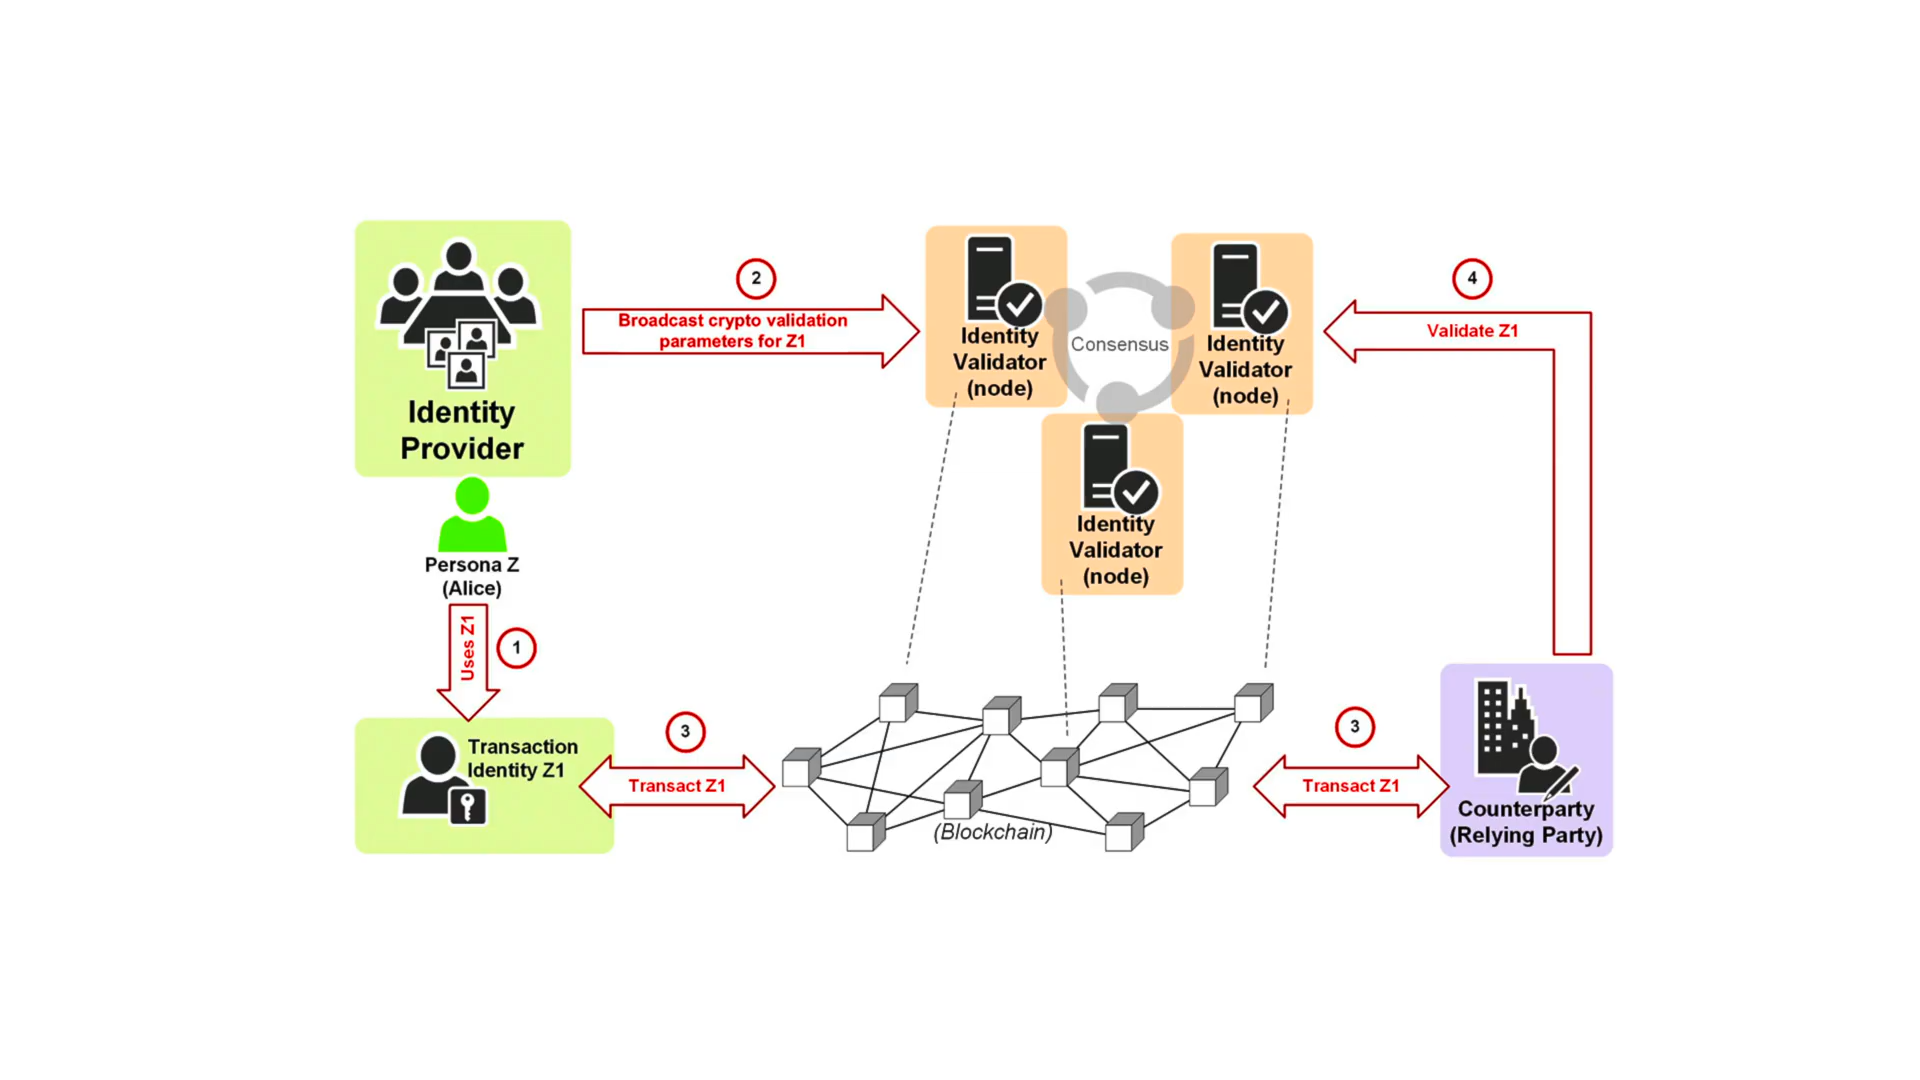 Identity
Provider
Persona Z
(Alice)
Uses Z1
1
Transaction
Identity Z1
2
Broadcast crypto validation
parameters for Z1
Identity
Validator
(node)
Consensus
Identity
Validator
(node)
Identity
Validator
(node)
4
Validate Z1
3
Transact Z1
(Blockchain)
3
Transact Z1
Counterparty
(Relying Party)